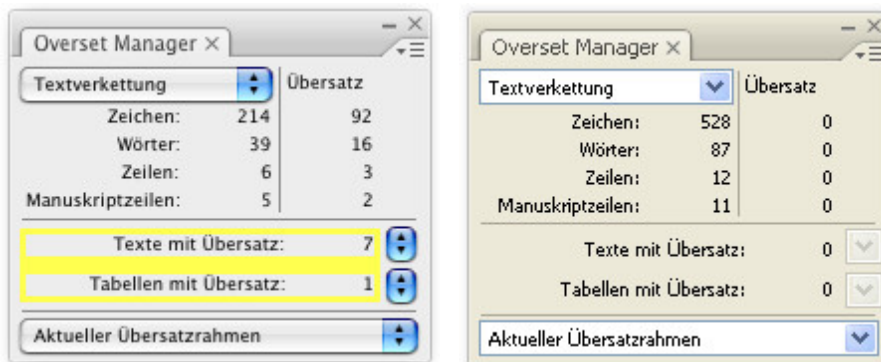 Overset Manager
Textverkettung Übersatz
Zeichen: 214 92
Wörter: 39 16
Zeilen: 6 3
Manuskriptzeilen: 5 2
Texte mit Übersatz: 7
Tabellen mit Übersatz: 1
Aktueller Übersatzrahmen
Overset Manager
Textverkettung Übersatz
Zeichen: 528 0
Wörter: 87 0
Zeilen: 12 0
Manuskriptzeilen: 11 0
Texte mit Übersatz: 0
Tabellen mit Übersatz: 0
Aktueller Übersatzrahmen